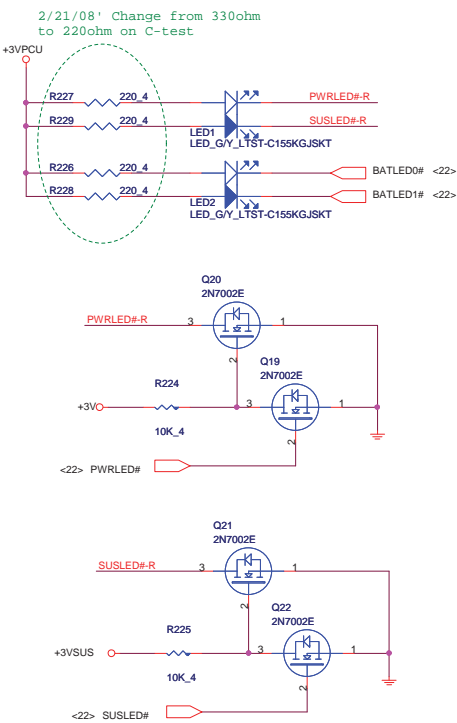 2/21/08' Change from 330ohm
to 220ohm on C-test
+3VPCU
R227 220_4 PWRLED#-R
R229 220_4 SUSLED#-R
LED1
LED_G/Y_LTST-C155KGJSKT
R226 220_4 BATLED0# <22>
R228 220_4 BATLED1# <22>
LED2
LED_G/Y_LTST-C155KGJSKT
Q20
2N7002E
PWRLED#-R 3 1
2
Q19
2N7002E
R224
+3V 3 1
10K_4
2
<22> PWRLED#
Q21
2N7002E
SUSLED#-R 3 1
2
Q22
2N7002E
R225
+3VSUS 3 1
10K_4
2
<22> SUSLED#